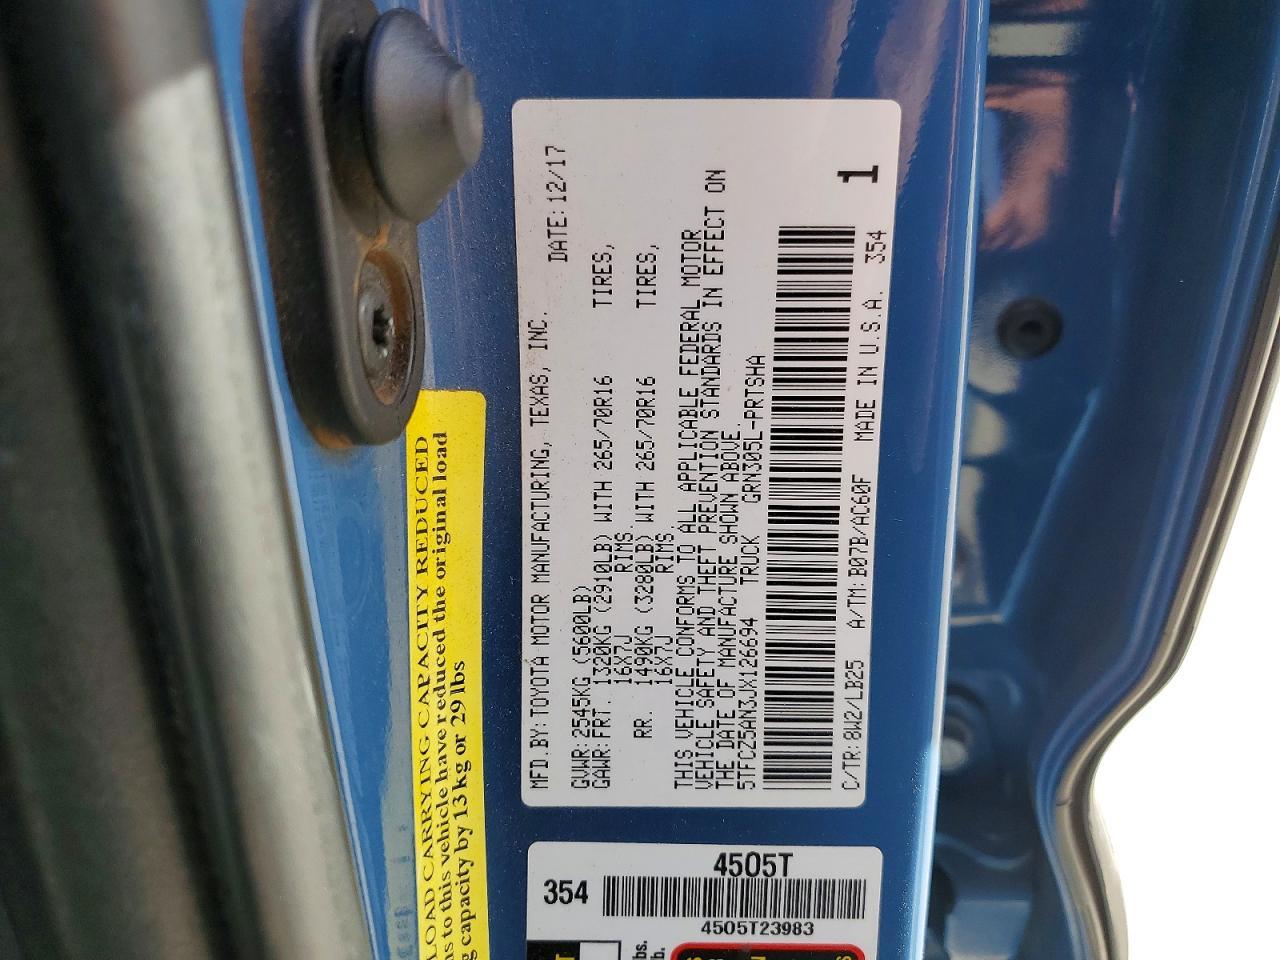 MFD.BY:TOYOTA MOTOR MANUFACTURING, TEXAS, INC.
DATE:12/17
GVWR:2545KG (5600LB)
GAWR:FRT. 1320KG (2910LB) WITH 265/70R16 TIRES,
16X7J RIMS.
RR. 1490KG (3280LB) WITH 265/70R16 TIRES,
16X7J RIMS.
THIS VEHICLE CONFORMS TO ALL APPLICABLE FEDERAL MOTOR
VEHICLE SAFETY AND THEFT PREVENTION STANDARDS IN EFFECT ON
THE DATE OF MANUFACTURE SHOWN ABOVE.
5TFCZ5AN3JX126694 TRUCK GRN305L-PRTSHA
C/TR:8W2/LB25 A/TM:B07B/AC60F MADE IN U.S.A. 354
1
LOAD CARRYING CAPACITY REDUCED
to this vehicle have reduced the original load
capacity by 13 kg or 29 lbs
4505T
354
4505T23983
bs.
b.